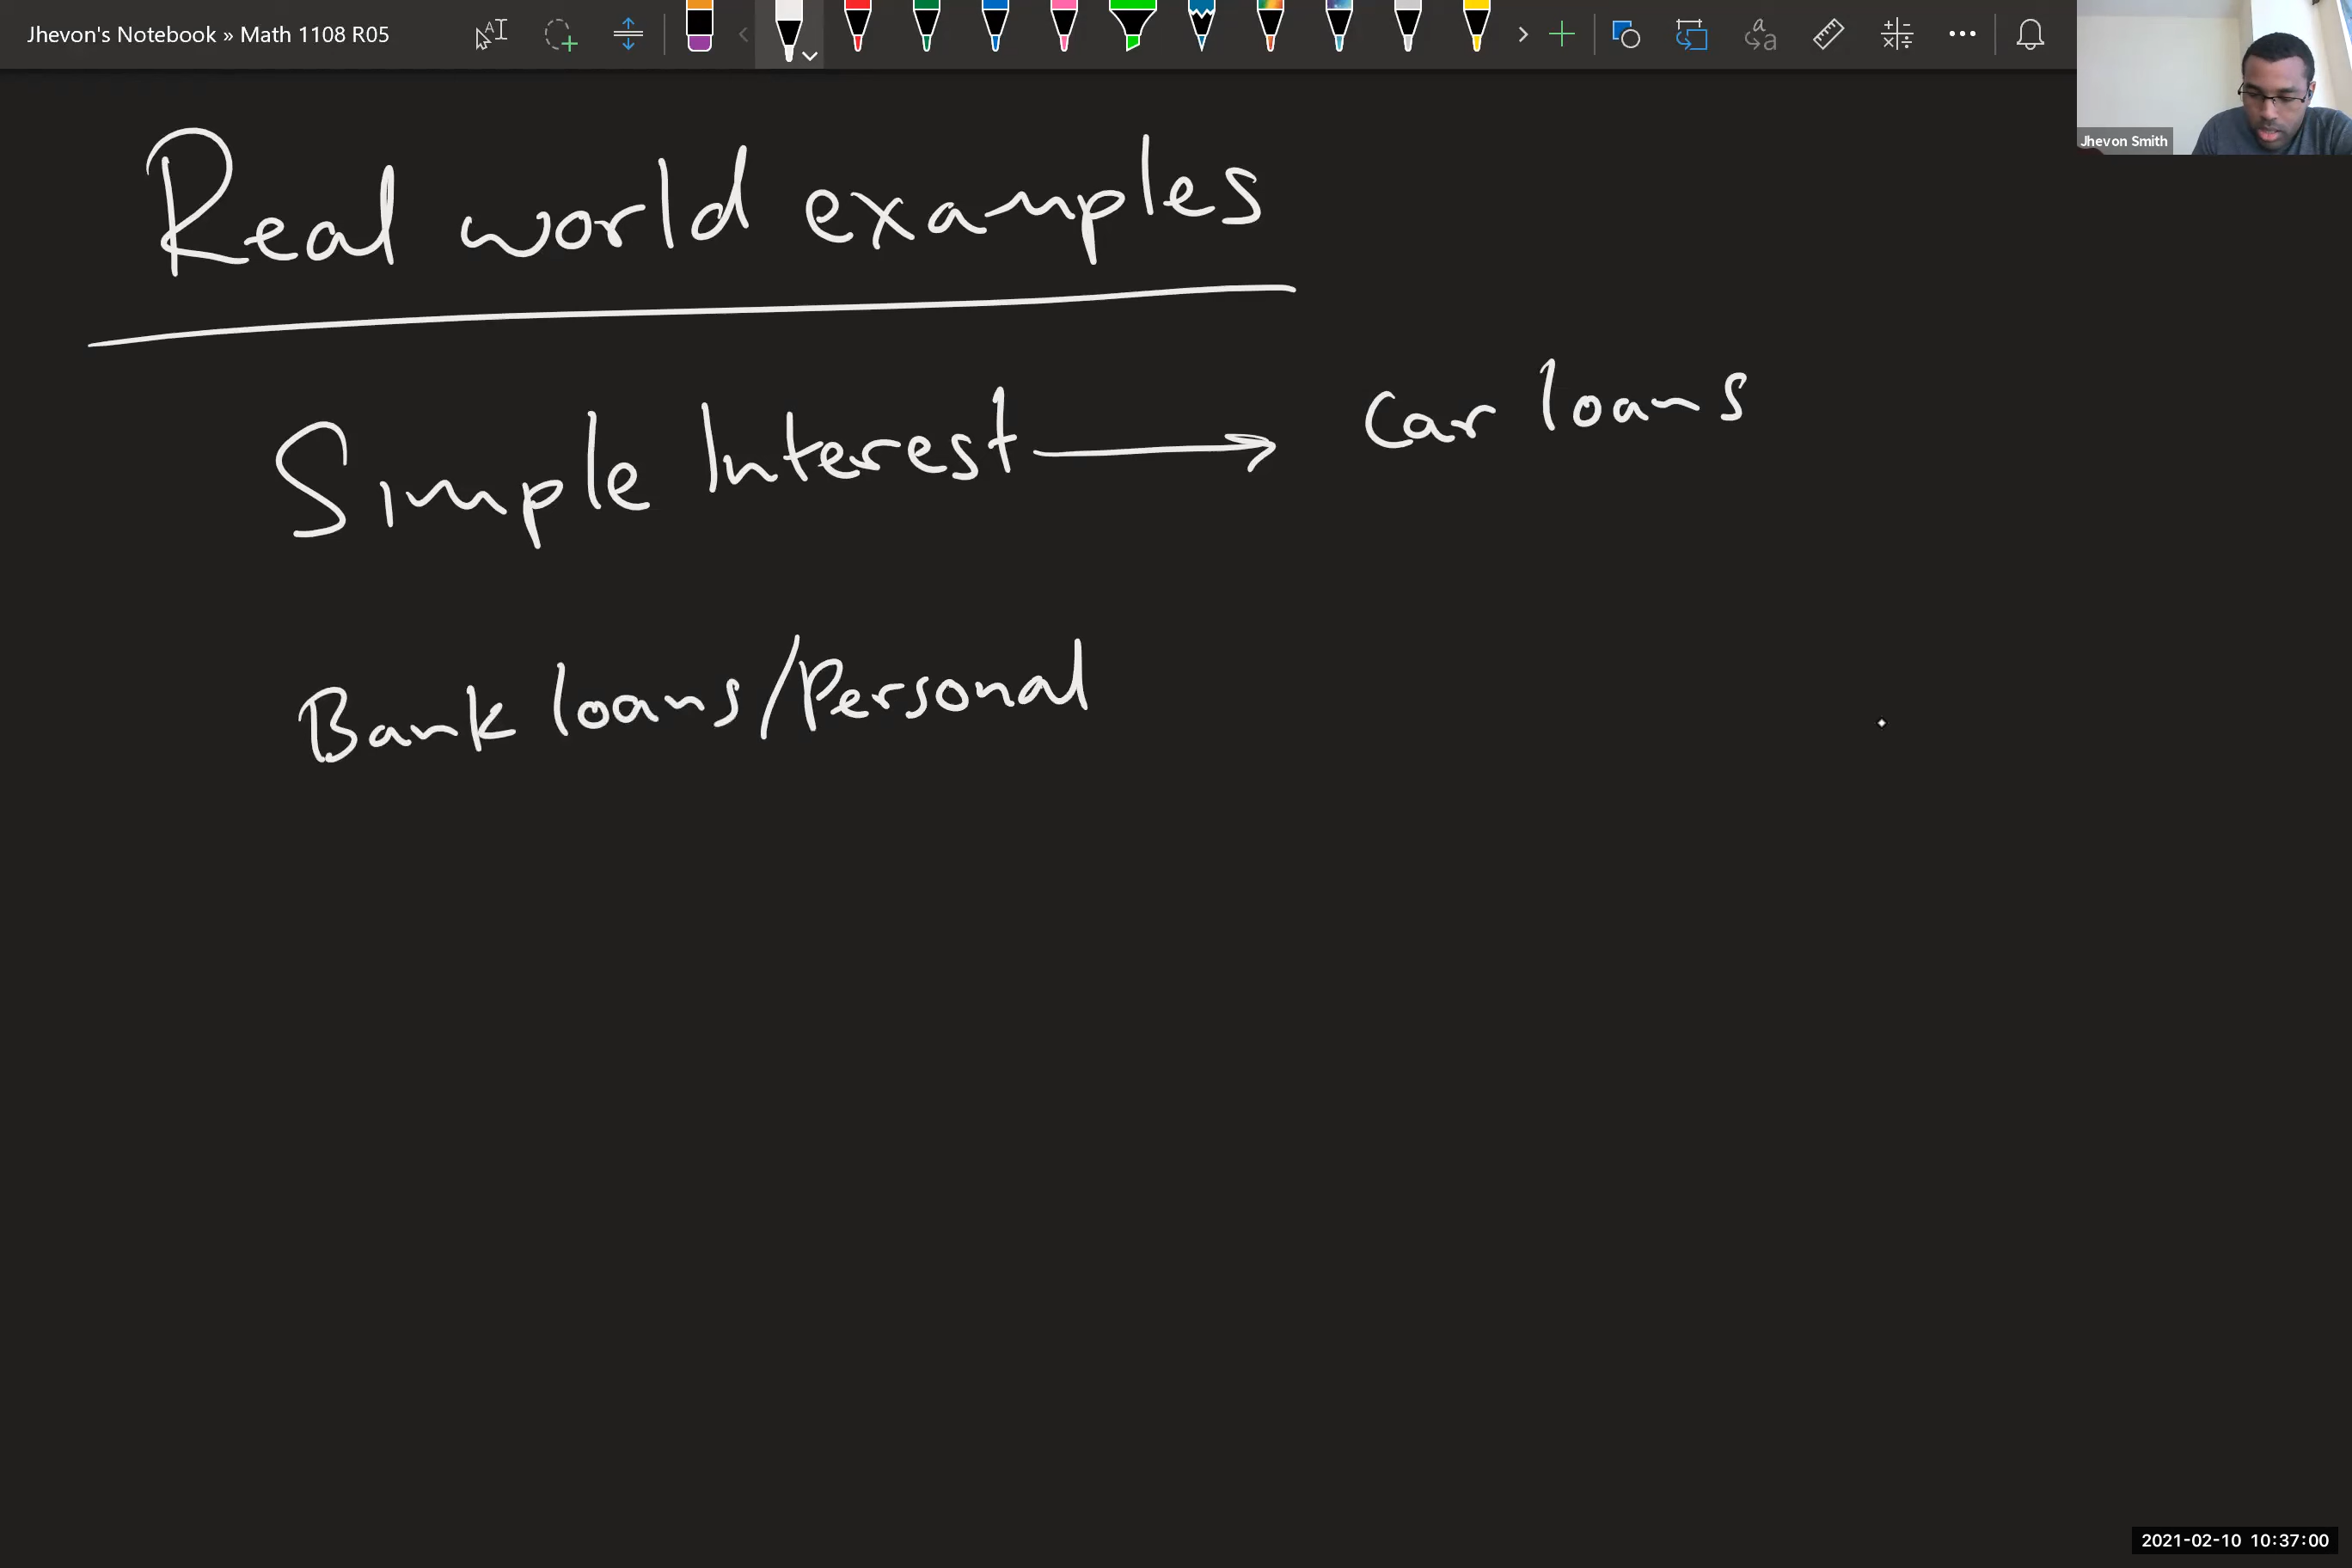 Jhevon's Notebook » Math 1108 R05
Jhevon Smith
Real world examples
Simple Interest → Car loans
Bank loans/Personal
2021-02-10 10:37:00